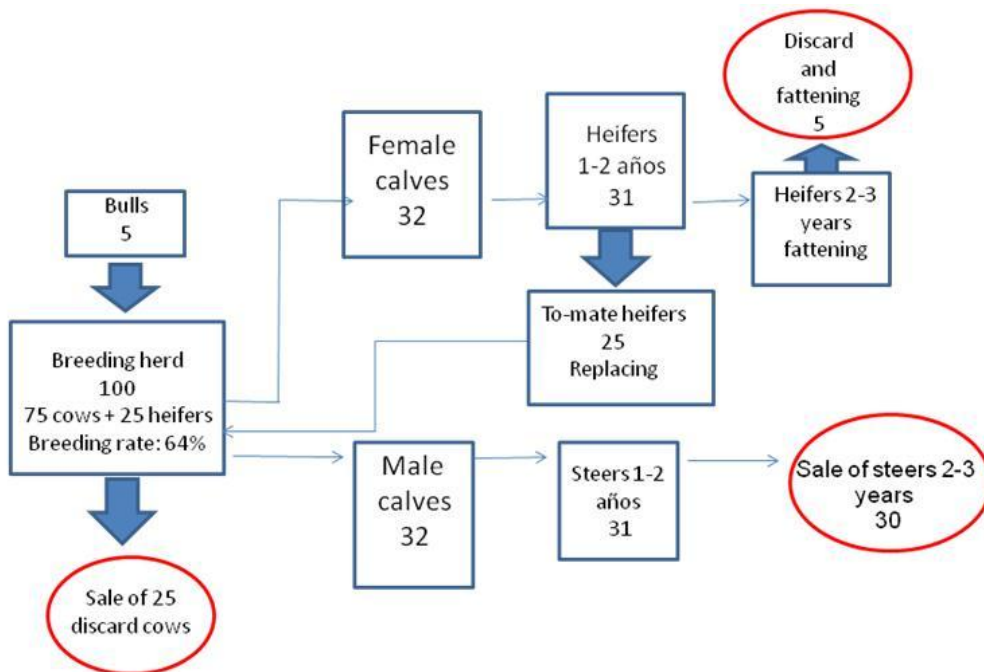 Discard
and
fattening
5
Female
calves
32
Heifers
1-2 años
31
Heifers 2-3
years
fattening
Bulls
5
To-mate heifers
25
Replacing
Breeding herd
100
75 cows + 25 heifers
Breeding rate: 64%
Male
calves
32
Steers 1-2
años
31
Sale of steers 2-3
years
30
Sale of 25
discard cows